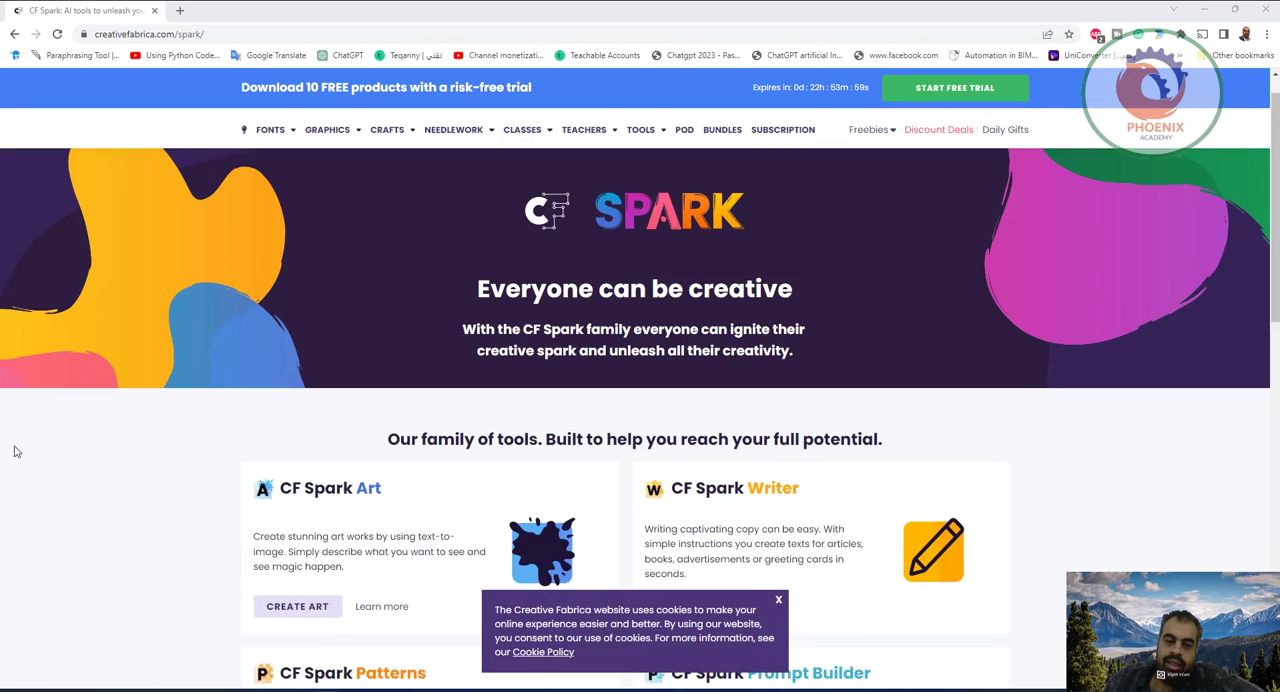 CF Spark: AI tools to unleash you
creativefabrica.com/spark/
Paraphrasing Tool |... Using Python Code... Google Translate ChatGPT Teqanny | تقني Channel monetizati... Teachable Accounts Chatgpt 2023 - Pas... ChatGPT artificial In... www.facebook.com Automation in BIM... UniConverter Other bookmarks
Download 10 FREE products with a risk-free trial
Expires in: 0d : 22h : 53m : 59s
START FREE TRIAL
FONTS GRAPHICS CRAFTS NEEDLEWORK CLASSES TEACHERS TOOLS POD BUNDLES SUBSCRIPTION Freebies Discount Deals Daily Gifts
PHOENIX
ACADEMY
CF SPARK
Everyone can be creative
With the CF Spark family everyone can ignite their
creative spark and unleash all their creativity.
Our family of tools. Built to help you reach your full potential.
A CF Spark Art
Create stunning art works by using text-to-
image. Simply describe what you want to see and
see magic happen.
CREATE ART Learn more
W CF Spark Writer
Writing captivating copy can be easy. With
simple instructions you create texts for articles,
books, advertisements or greeting cards in
seconds.
X
The Creative Fabrica website uses cookies to make your
online experience easier and better. By using our website,
you consent to our use of cookies. For more information, see
our Cookie Policy
P CF Spark Patterns
CF Spark Prompt Builder
XSplit VCam